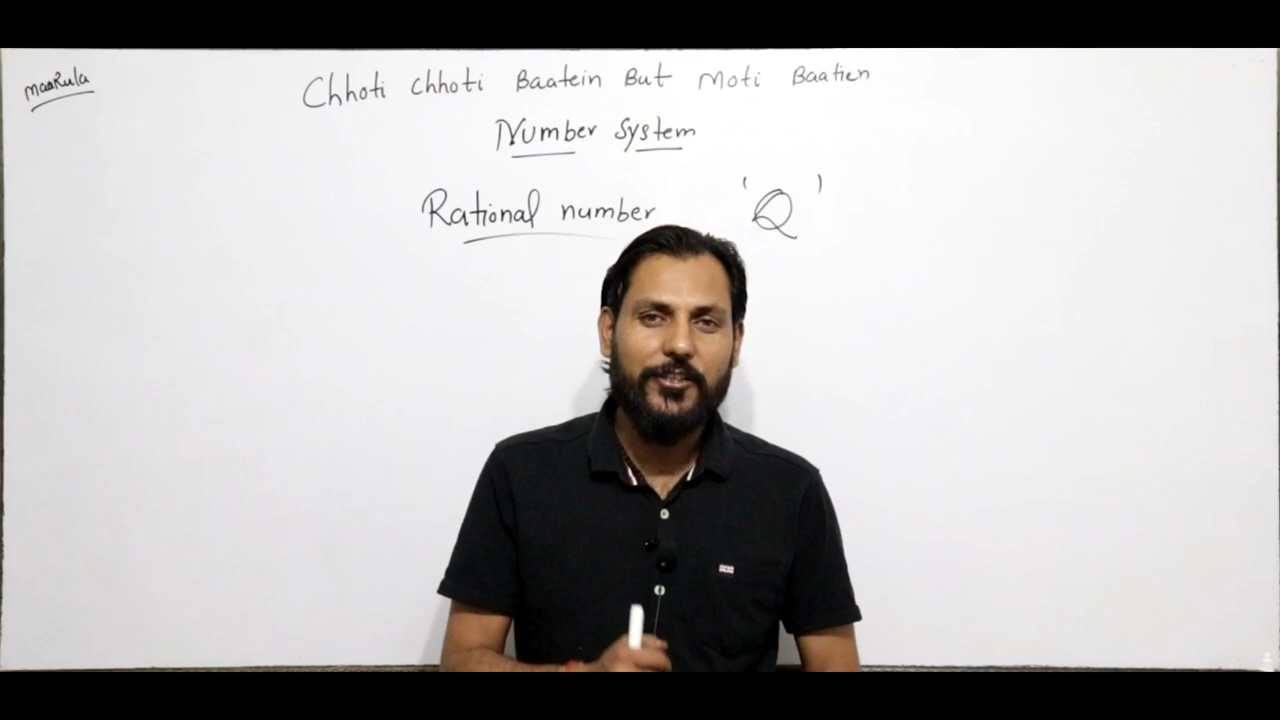 maaRula
Chhoti Chhoti Baatein But Moti Baatien
Number System
Rational number 'Q'